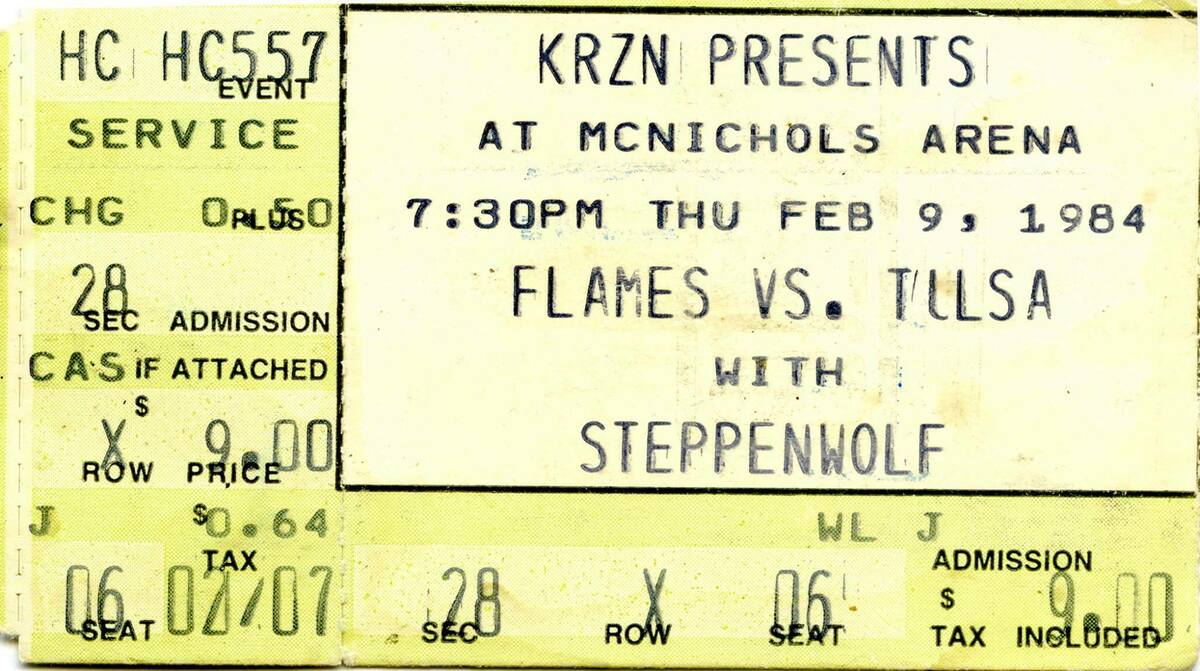 HC HC557
EVENT
SERVICE
CHG 0.50
PLUS
28
SEC ADMISSION
CAS IF ATTACHED
$
X 9.00
ROW PRICE
J $0.64
TAX
06 02/07
SEAT
KRZN PRESENTS
AT MCNICHOLS ARENA
7:30PM THU FEB 9, 1984
FLAMES VS. TULSA
WITH
STEPPENWOLF
WL J
ADMISSION
28 X 06 $ 9.00
SEC ROW SEAT TAX INCLUDED